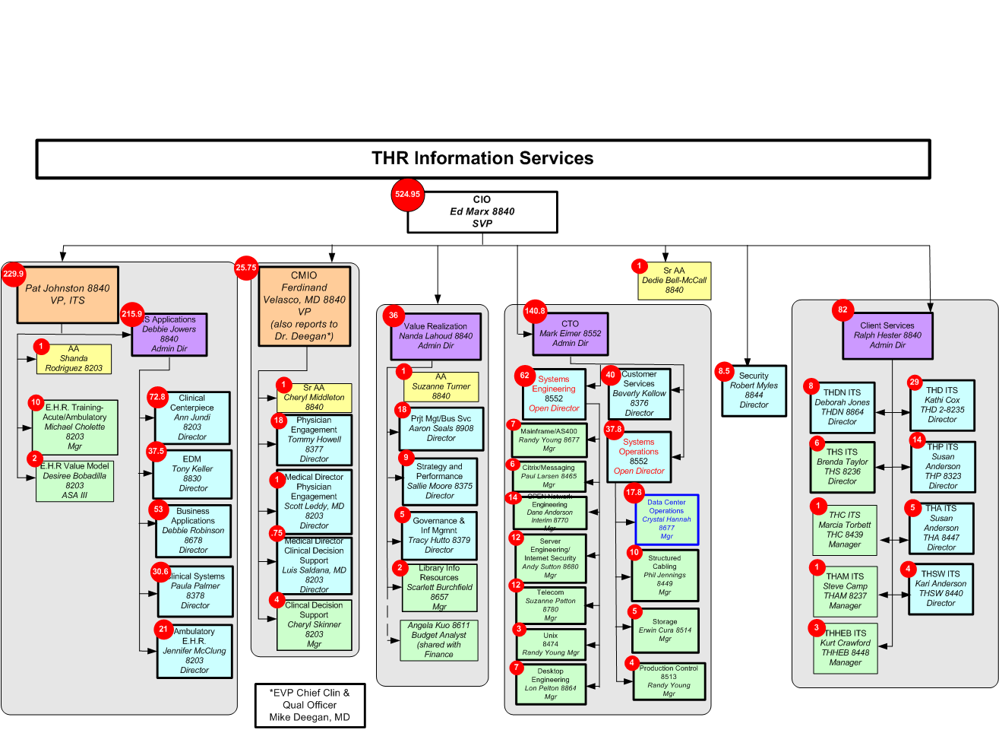 THR Information Services
524.95
CIO
Ed Marx 8840
SVP
229.9
Pat Johnston 8840
VP, ITS
215.9
Applications
Debbie Jowers
8840
Admin Dir
1
AA
Shanda
Rodriguez 8203
10
E.H.R. Training-
Acute/Ambulatory
Michael Cholette
8203
Mgr
2
E.H.R Value Model
Desiree Bobadilla
8203
ASA III
72.8
Clinical
Centerpiece
Ann Jundi
8203
Director
37.5
EDM
Tony Keller
8830
Director
53
Business
Applications
Debbie Robinson
8678
Director
30.6
Clinical Systems
Paula Palmer
8378
Director
21
Ambulatory
E.H.R.
Jennifer McClung
8203
Director
25.75
CMIO
Ferdinand
Velasco, MD 8840
VP
(also reports to
Dr. Deegan*)
1
Sr AA
Cheryl Middleton
8840
18
Physician
Engagement
Tommy Howell
8377
Director
1
Medical Director
Physician
Engagement
Scott Leddy, MD
8203
Director
.75
Medical Director
Clinical Decision
Support
Luis Saldana, MD
8203
Director
4
Clincal Decision
Support
Cheryl Skinner
8203
Mgr
*EVP Chief Clin &
Qual Officer
Mike Deegan, MD
36
Value Realization
Nanda Lahoud 8840
Admin Dir
1
AA
Suzanne Turner
8840
18
Prjt Mgt/Bus Svc
Aaron Seals 8908
Director
9
Strategy and
Performance
Sallie Moore 8375
Director
5
Governance &
Inf Mgmnt
Tracy Hutto 8379
Director
2
Library Info
Resources
Scarlett Burchfield
8657
Mgr
Angela Kuo 8611
Budget Analyst
(shared with
Finance
140.8
CTO
Mark Eimer 8552
Admin Dir
62
Systems
Engineering
8552
Open Director
7
Mainframe/AS400
Randy Young 8677
Mgr
6
Citrix/Messaging
Paul Larsen 8465
Mgr
14
OPEN Network
Engineering
Dane Anderson
Interim 8770
Mgr
12
Server
Engineering/
Internet Security
Andy Sutton 8680
Mgr
12
Telecom
Suzanne Patton
8780
Mgr
3
Unix
8474
Randy Young Mgr
7
Desktop
Engineering
Lon Pelton 8864
Mgr
40
Customer
Services
Beverly Kellow
8376
Director
37.8
Systems
Operations
8552
Open Director
17.8
Data Center
Operations
Crystal Hannah
8677
Mgr
10
Structured
Cabling
Phil Jennings
8449
Mgr
5
Storage
Erwin Cura 8514
Mgr
4
Production Control
8513
Randy Young
Mgr
1
Sr AA
Dedie Bell-McCall
8840
8.5
Security
Robert Myles
8844
Director
82
Client Services
Ralph Hester 8840
Admin Dir
8
THDN ITS
Deborah Jones
THDN 8864
Director
6
THS ITS
Brenda Taylor
THS 8236
Director
1
THC ITS
Marcia Torbett
THC 8439
Manager
1
THAM ITS
Steve Camp
THAM 8237
Manager
3
THHEB ITS
Kurt Crawford
THHEB 8448
Manager
29
THD ITS
Kathi Cox
THD 2-8235
Director
14
THP ITS
Susan
Anderson
THP 8323
Director
5
THA ITS
Susan
Anderson
THA 8447
Director
4
THSW ITS
Kari Anderson
THSW 8440
Director